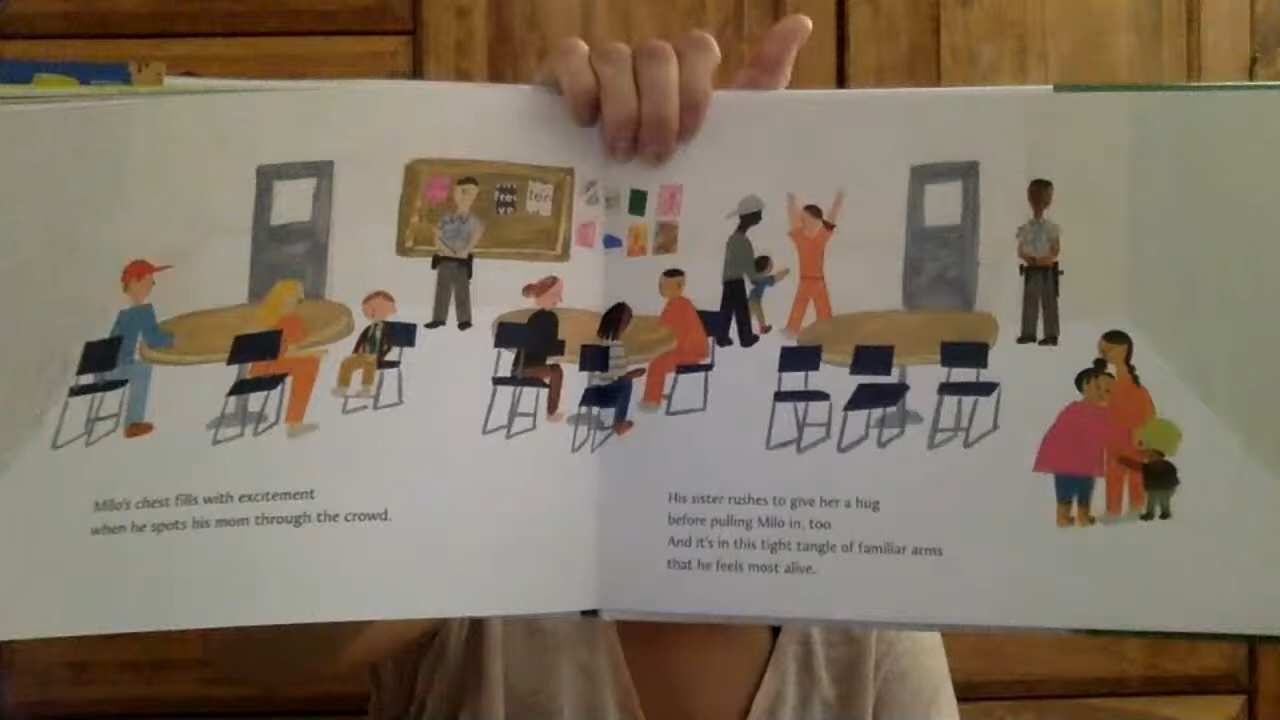 Milo's chest fills with excitement
when he spots his mom through the crowd.
His sister rushes to give her a hug
before pulling Milo in, too
And it's in this tight tangle of familiar arms
that he feels most alive.